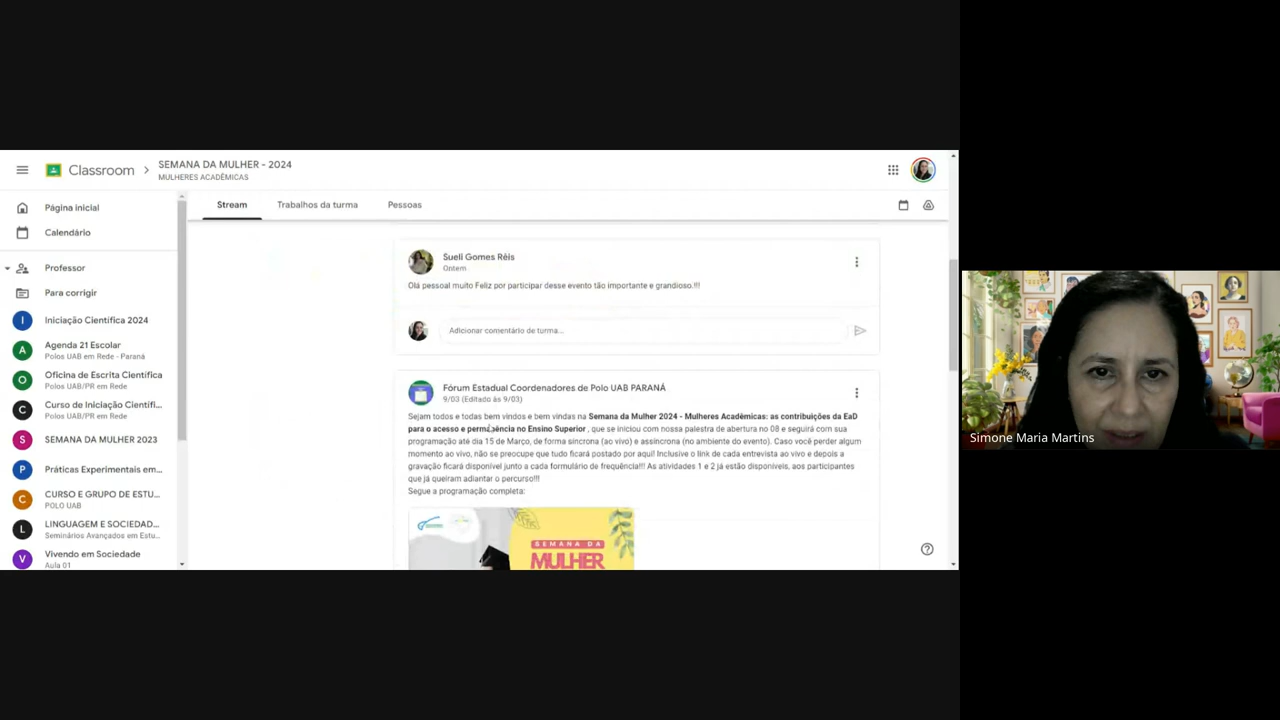 Classroom
SEMANA DA MULHER - 2024
MULHERES ACADÊMICAS
Stream
Trabalhos da turma
Pessoas
Página inicial
Calendário
Professor
Para corrigir
I
Iniciação Científica 2024
A
Agenda 21 Escolar
Polos UAB em Rede - Paraná
O
Oficina de Escrita Científica
Polos UAB/PR em Rede
C
Curso de Iniciação Científi...
Polos UAB/PR em Rede
S
SEMANA DA MULHER 2023
P
Práticas Experimentais em...
C
CURSO E GRUPO DE ESTU...
POLO UAB
L
LINGUAGEM E SOCIEDAD...
Seminários Avançados em Estu...
V
Vivendo em Sociedade
Aula 01
Sueli Gomes Rêis
Ontem
Olá pessoal muito Feliz por participar desse evento tão importante e grandioso.!!!
Adicionar comentário de turma...
Fórum Estadual Coordenadores de Polo UAB PARANÁ
9/03 (Editado às 9/03)
Sejam todos e todas bem vindos e bem vindas na Semana da Mulher 2024 - Mulheres Acadêmicas: as contribuições da EaD
para o acesso e permanência no Ensino Superior , que se iniciou com nossa palestra de abertura no 08 e seguirá com sua
programação até dia 15 de Março, de forma síncrona (ao vivo) e assíncrona (no ambiente do evento). Caso você perder algum
momento ao vivo, não se preocupe que tudo ficará postado por aqui! Inclusive o link de cada entrevista ao vivo e depois a
gravação ficará disponível junto a cada formulário de frequência!!! As atividades 1 e 2 já estão disponíveis, aos participantes
que já queiram adiantar o percurso!!!
Segue a programação completa:
SEMANA DA
MULHER
Simone Maria Martins